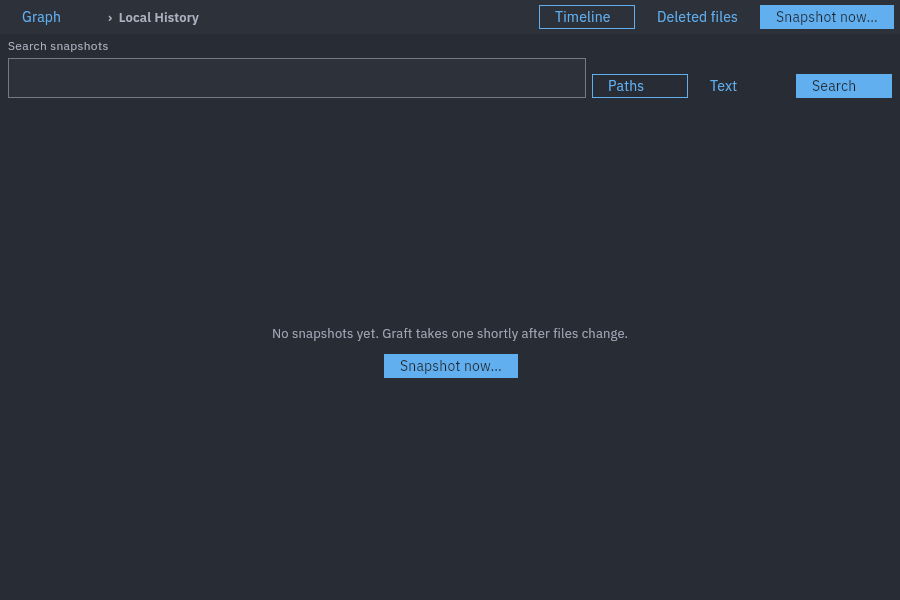 Graph › Local History Timeline Deleted files Snapshot now...
Search snapshots
Paths Text Search
No snapshots yet. Graft takes one shortly after files change.
Snapshot now...